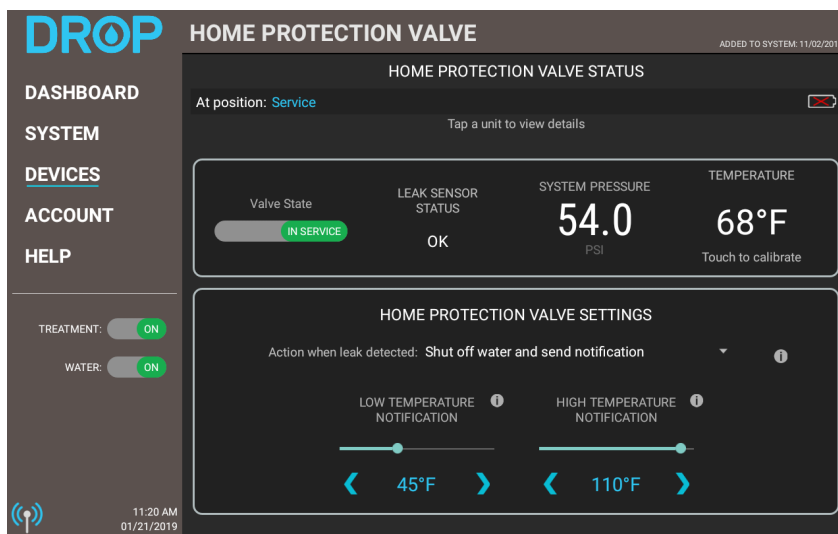 DROP
HOME PROTECTION VALVE
ADDED TO SYSTEM: 11/02/201
DASHBOARD
SYSTEM
DEVICES
ACCOUNT
HELP
TREATMENT: ON
WATER: ON
11:20 AM
01/21/2019
HOME PROTECTION VALVE STATUS
At position: Service
Tap a unit to view details
Valve State
IN SERVICE
LEAK SENSOR
STATUS
OK
SYSTEM PRESSURE
54.0
PSI
TEMPERATURE
68°F
Touch to calibrate
HOME PROTECTION VALVE SETTINGS
Action when leak detected: Shut off water and send notification
LOW TEMPERATURE
NOTIFICATION
45°F
HIGH TEMPERATURE
NOTIFICATION
110°F